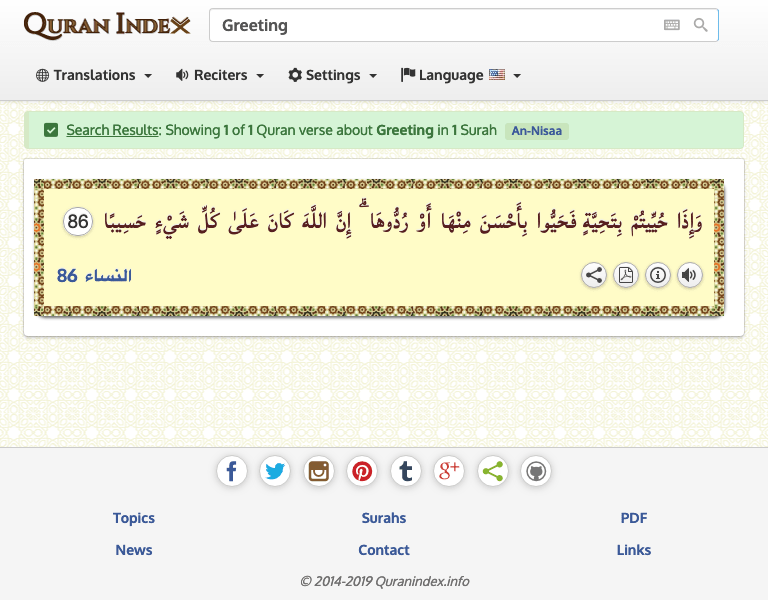 QURAN INDEX
Greeting
Translations
Reciters
Settings
Language
Search Results: Showing 1 of 1 Quran verse about Greeting in 1 Surah An-Nisaa
وَإِذَا حُيِّيتُمْ بِتَحِيَّةٍ فَحَيُّوا بِأَحْسَنَ مِنْهَا أَوْ رُدُّوهَا ۗ إِنَّ اللَّهَ كَانَ عَلَىٰ كُلِّ شَيْءٍ حَسِيبًا 86
النساء 86
Topics Surahs PDF
News Contact Links
© 2014-2019 Quranindex.info